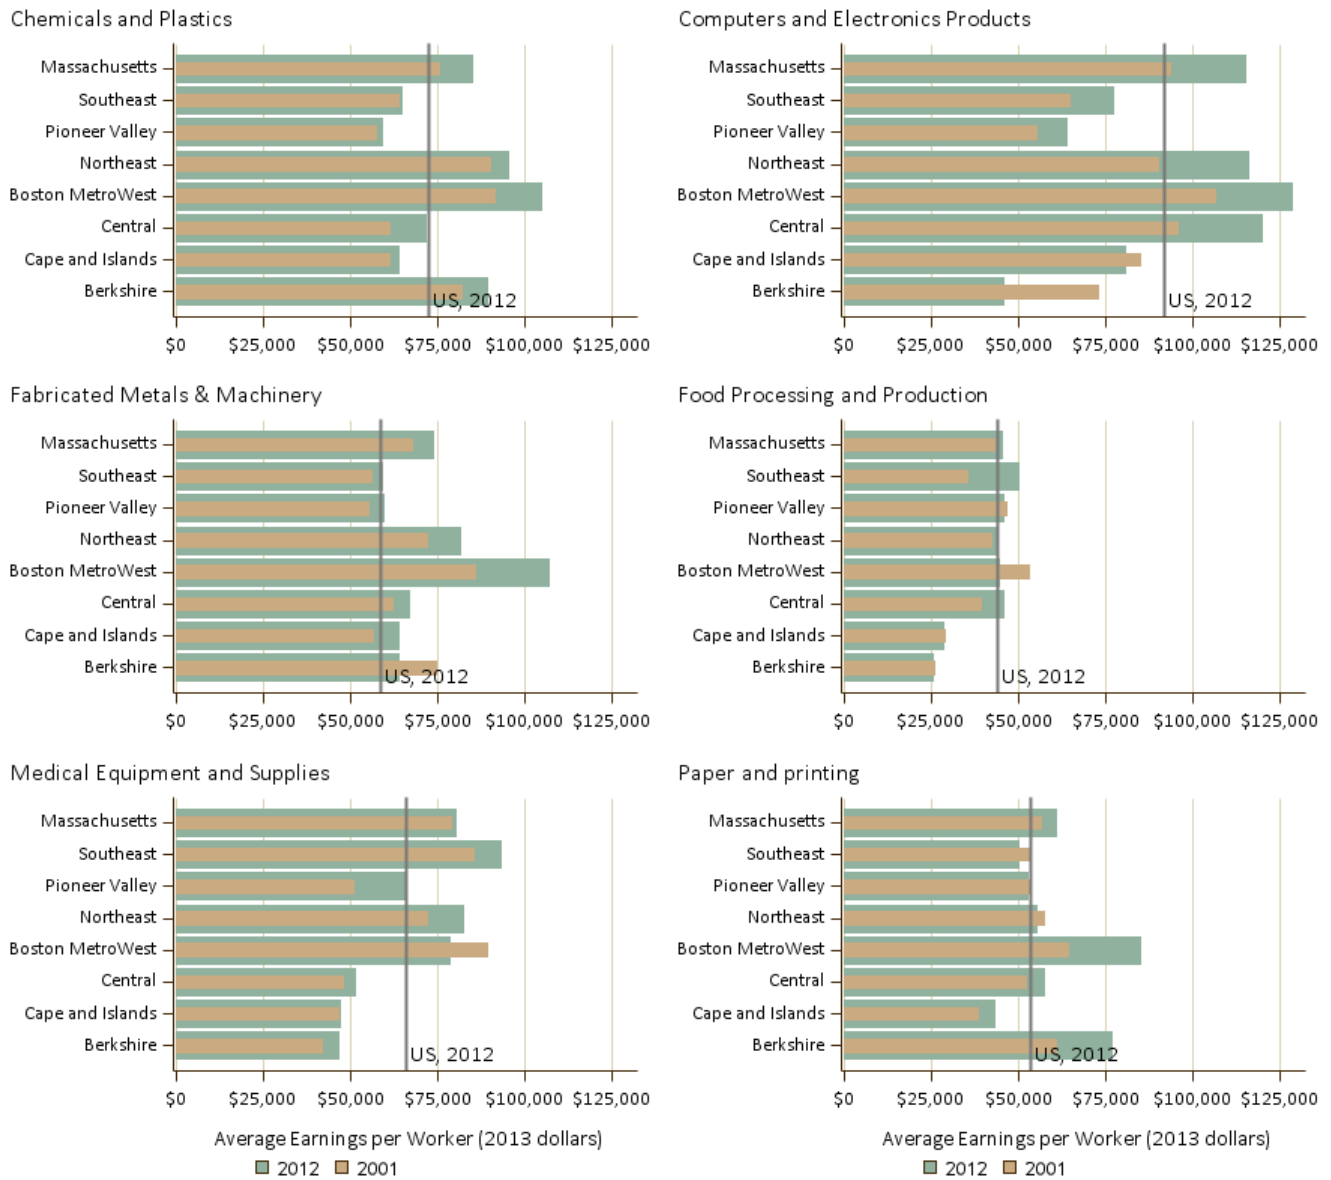 Chemicals and Plastics
Massachusetts
Southeast
Pioneer Valley
Northeast
Boston MetroWest
Central
Cape and Islands
Berkshire
US, 2012
$0 $25,000 $50,000 $75,000 $100,000 $125,000
Computers and Electronics Products
Massachusetts
Southeast
Pioneer Valley
Northeast
Boston MetroWest
Central
Cape and Islands
Berkshire
US, 2012
$0 $25,000 $50,000 $75,000 $100,000 $125,000
Fabricated Metals & Machinery
Massachusetts
Southeast
Pioneer Valley
Northeast
Boston MetroWest
Central
Cape and Islands
Berkshire
US, 2012
$0 $25,000 $50,000 $75,000 $100,000 $125,000
Food Processing and Production
Massachusetts
Southeast
Pioneer Valley
Northeast
Boston MetroWest
Central
Cape and Islands
Berkshire
US, 2012
$0 $25,000 $50,000 $75,000 $100,000 $125,000
Medical Equipment and Supplies
Massachusetts
Southeast
Pioneer Valley
Northeast
Boston MetroWest
Central
Cape and Islands
Berkshire
US, 2012
$0 $25,000 $50,000 $75,000 $100,000 $125,000
Average Earnings per Worker (2013 dollars)
2012 2001
Paper and printing
Massachusetts
Southeast
Pioneer Valley
Northeast
Boston MetroWest
Central
Cape and Islands
Berkshire
US, 2012
$0 $25,000 $50,000 $75,000 $100,000 $125,000
Average Earnings per Worker (2013 dollars)
2012 2001